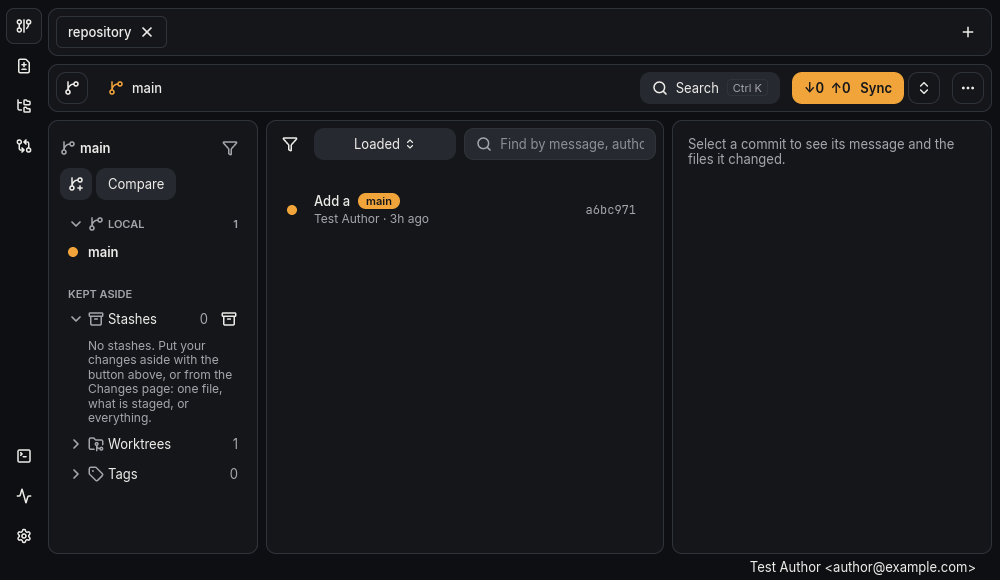 repository
main
Search Ctrl K
↓0 ↑0 Sync
main
Compare
LOCAL 1
main
KEPT ASIDE
Stashes 0
No stashes. Put your
changes aside with the
button above, or from the
Changes page: one file,
what is staged, or
everything.
Worktrees 1
Tags 0
Loaded
Find by message, autho
Add a main
Test Author · 3h ago
a6bc971
Select a commit to see its message and the
files it changed.
Test Author <author@example.com>